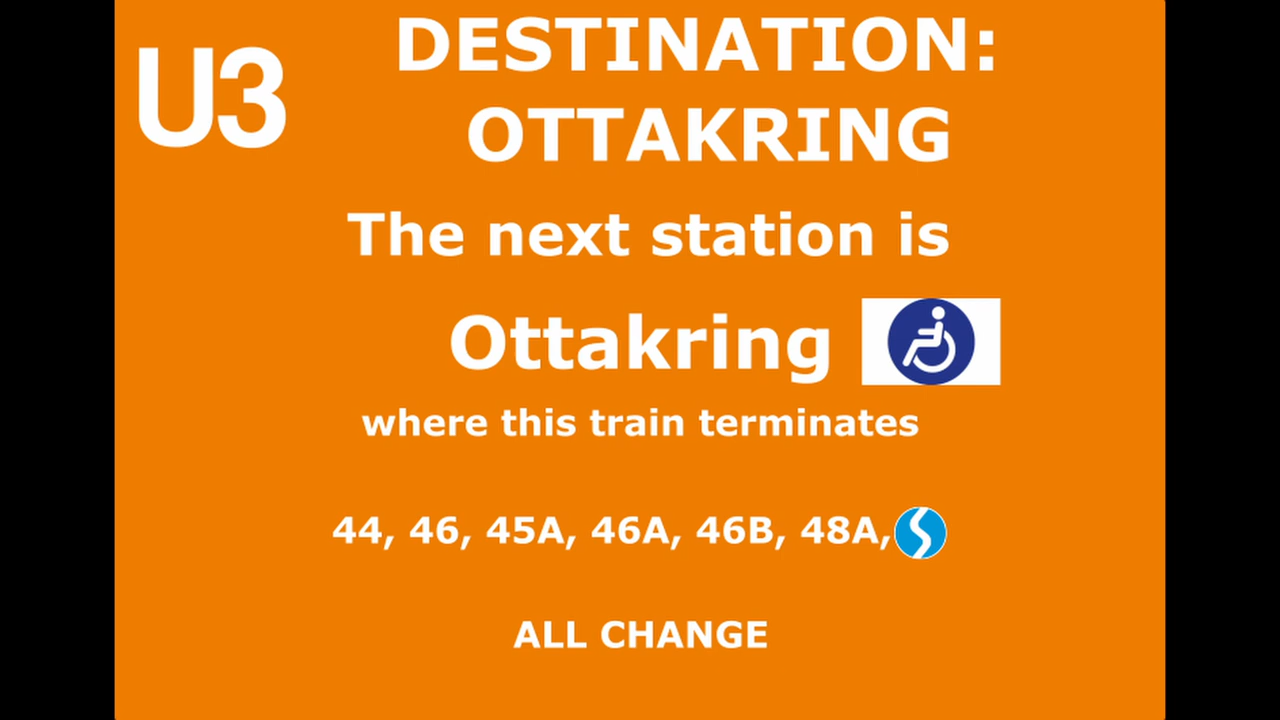 U3
DESTINATION:
OTTAKRING
The next station is
Ottakring
where this train terminates
44, 46, 45A, 46A, 46B, 48A,
ALL CHANGE